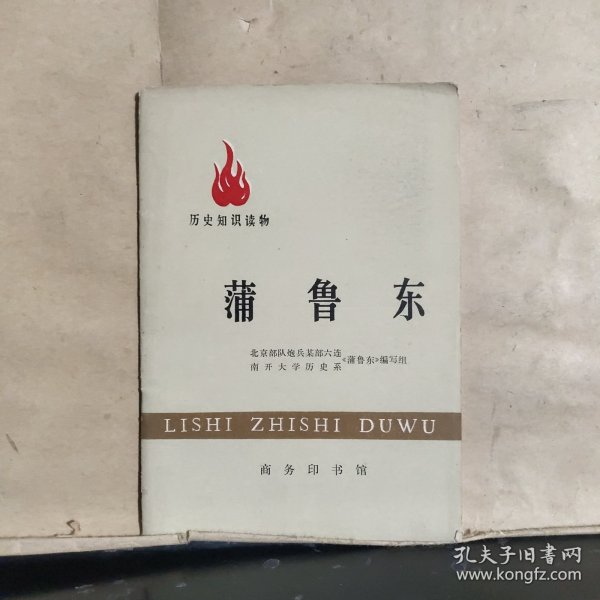 历史知识读物
蒲鲁东
北京部队炮兵某部六连
南开大学历史系
《蒲鲁东》编写组
LISHI ZHISHI DUWU
商务印书馆
孔夫子旧书网
www.kongfz.com